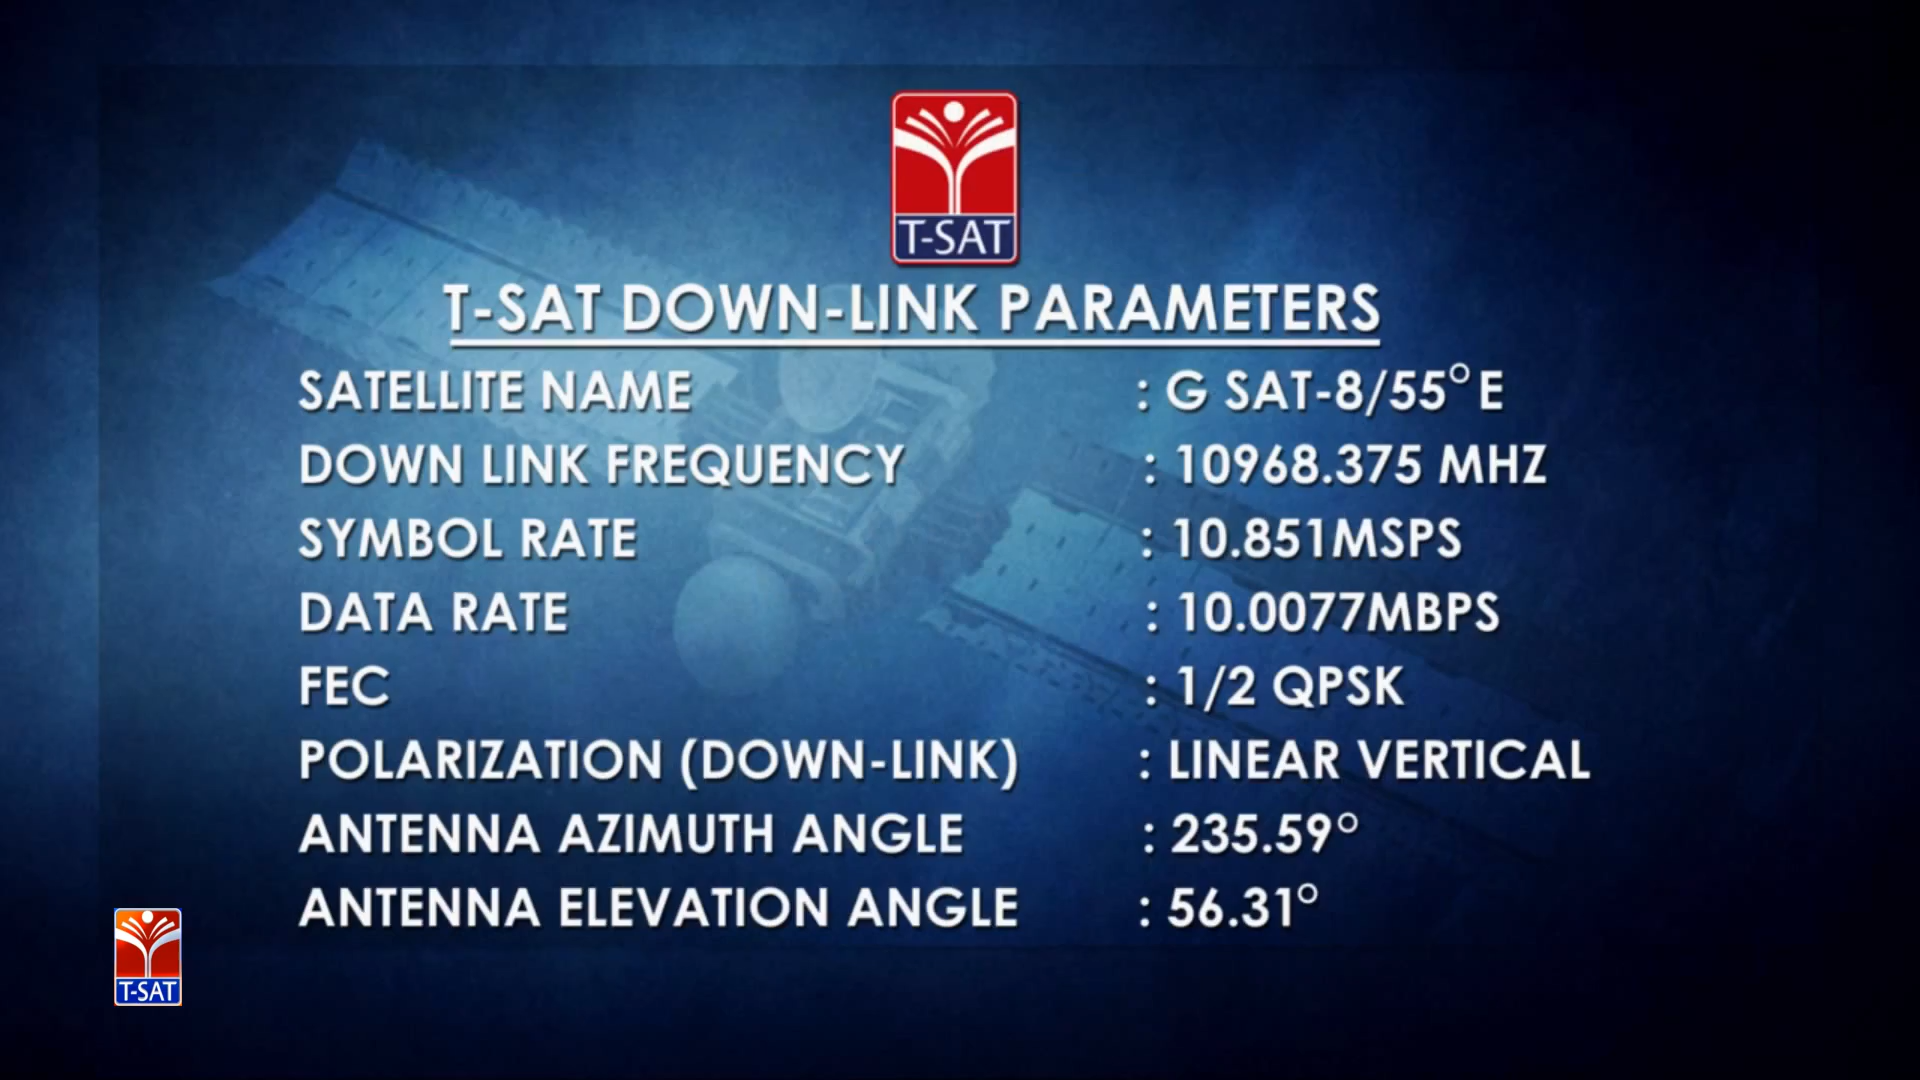 T-SAT
T-SAT DOWN-LINK PARAMETERS
SATELLITE NAME : G SAT-8/55° E
DOWN LINK FREQUENCY : 10968.375 MHZ
SYMBOL RATE : 10.851MSPS
DATA RATE : 10.0077MBPS
FEC : 1/2 QPSK
POLARIZATION (DOWN-LINK) : LINEAR VERTICAL
ANTENNA AZIMUTH ANGLE : 235.59°
ANTENNA ELEVATION ANGLE : 56.31°
T-SAT